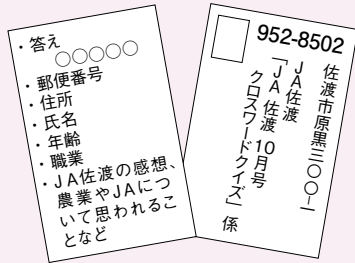 ・答え
○○○○○
・郵便番号
・住所
・氏名
・年齢
・職業
・JA佐渡の感想、
農業やJAにつ
いて思われるこ
となど
952-8502
佐渡市原黒三〇〇―一
JA佐渡
「JA佐渡10月号
クロスワードクイズ」係